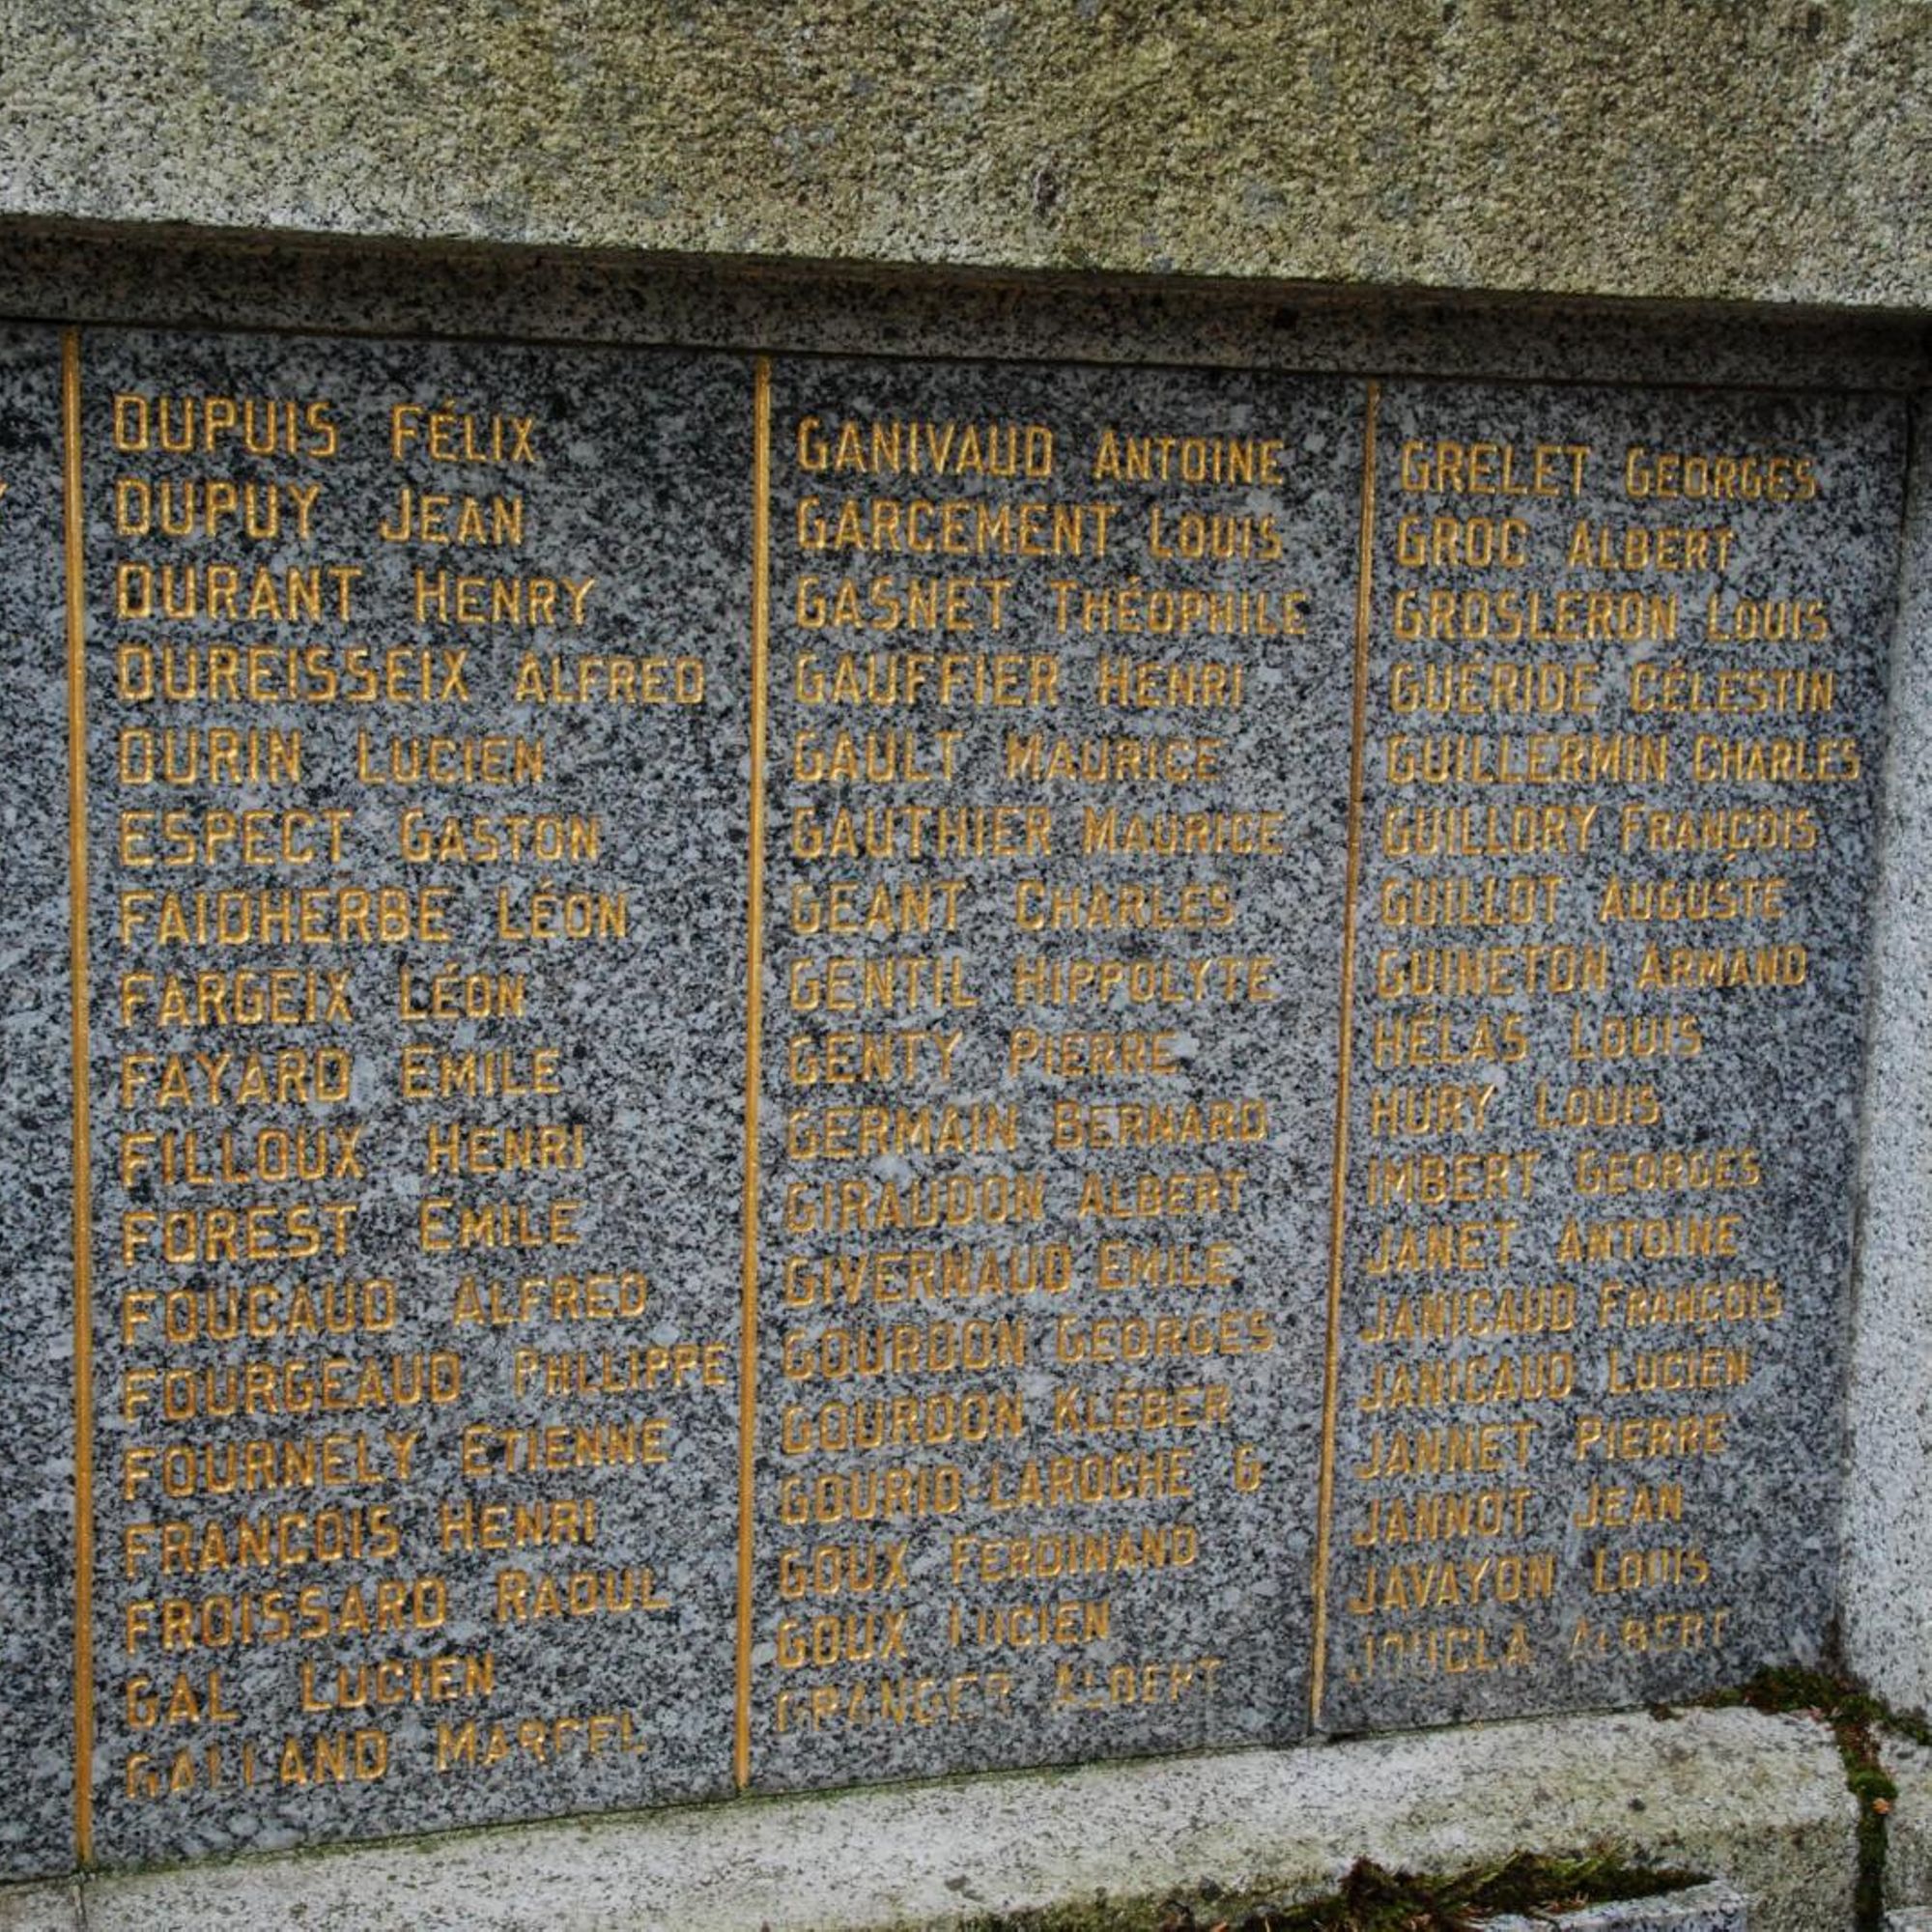 DUPUIS FÉLIX
DUPUY JEAN
DURANT HENRY
DUREISSEIX ALFRED
DURIN LUCIEN
ESPECT GASTON
FAIDHERBE LÉON
FARGEIX LÉON
FAYARD EMILE
FILLOUX HENRI
FOREST EMILE
FOUCAUD ALFRED
FOURGEAUD PHLLIPPE
FOURNELY ETIENNE
FRANÇOIS HENRI
FROISSARD RAOUL
GAL LUCIEN
GALLAND MARCEL
GANIVAUD ANTOINE
GARCEMENT LOUIS
GASNET THÉOPHILE
GAUFFIER HENRI
GAULT MAURICE
GAUTHIER MAURICE
GEANT CHARLES
GENTIL HIPPOLYTE
GENTY PIERRE
GERMAIN BERNARD
GIRAUDON ALBERT
GIVERNAUD EMILE
GOURDON GEORGES
GOURDON KLÉBER
GOURID-LAROCHE G
GOUX FERDINAND
GOUX LUCIEN
GRANGER ALBERT
GRELET GEORGES
GROC ALBERT
GROSLERON LOUIS
GUÉRIDE CÉLESTIN
GUILLERMIN CHARLES
GUILLORY FRANÇOIS
GUILLOT AUGUSTE
GUINETON ARMAND
HÉLAS LOUIS
HURY LOUIS
IMBERT GEORGES
JANET ANTOINE
JANICAUD FRANÇOIS
JANICAUD LUCIEN
JANNET PIERRE
JANNOT JEAN
JAVAYON LOUIS
JOUCLA ALBERT